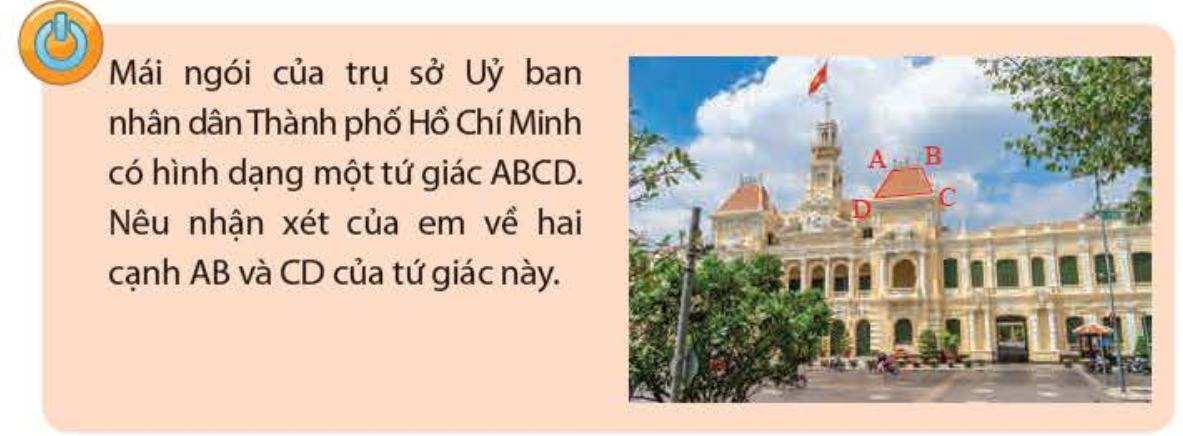 Mái ngói của trụ sở Uỷ ban
nhân dân Thành phố Hồ Chí Minh
có hình dạng một tứ giác ABCD.
Nêu nhận xét của em về hai
cạnh AB và CD của tứ giác này.
A B
D C